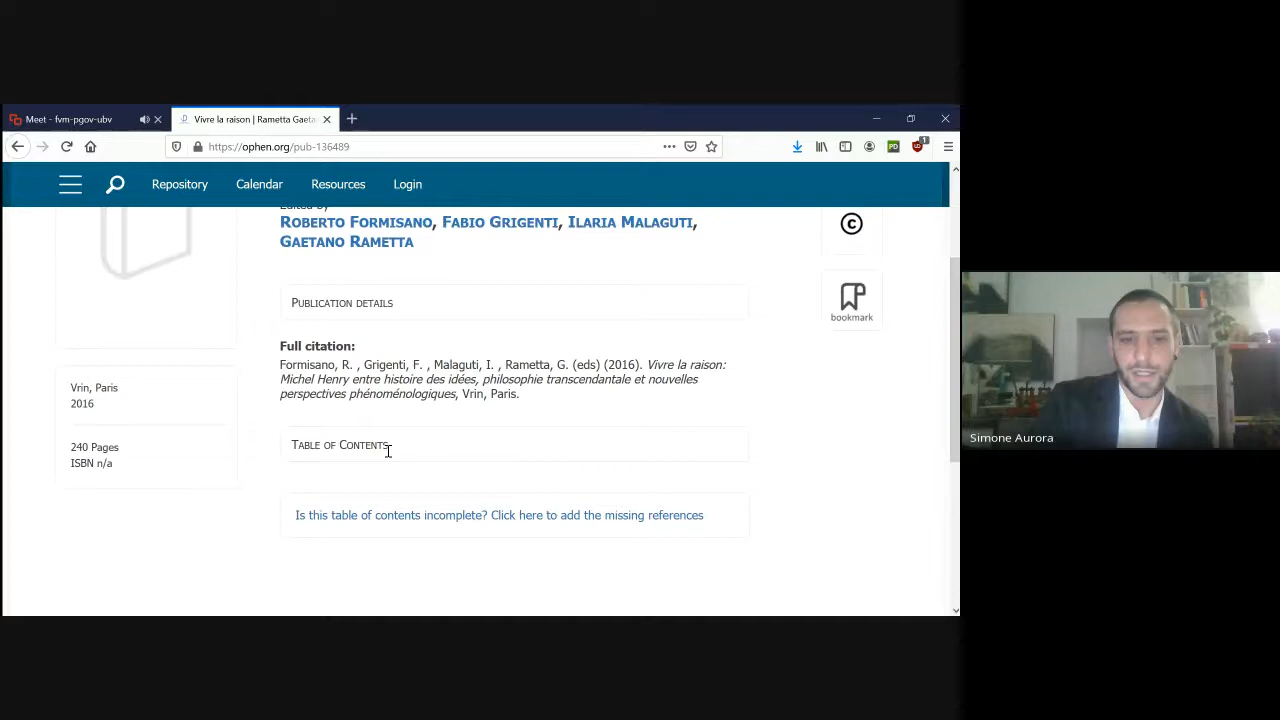 Meet - fvm-pgov-ubv
Vivre la raison | Rametta Gaeta
https://ophen.org/pub-136489
Repository
Calendar
Resources
Login
Edited by
ROBERTO FORMISANO, FABIO GRIGENTI, ILARIA MALAGUTI,
GAETANO RAMETTA
bookmark
PUBLICATION DETAILS
Full citation:
Formisano, R. , Grigenti, F. , Malaguti, I. , Rametta, G. (eds) (2016). Vivre la raison:
Michel Henry entre histoire des idées, philosophie transcendantale et nouvelles
perspectives phénoménologiques, Vrin, Paris.
Vrin, Paris
2016
240 Pages
ISBN n/a
TABLE OF CONTENTS
Is this table of contents incomplete? Click here to add the missing references
Simone Aurora